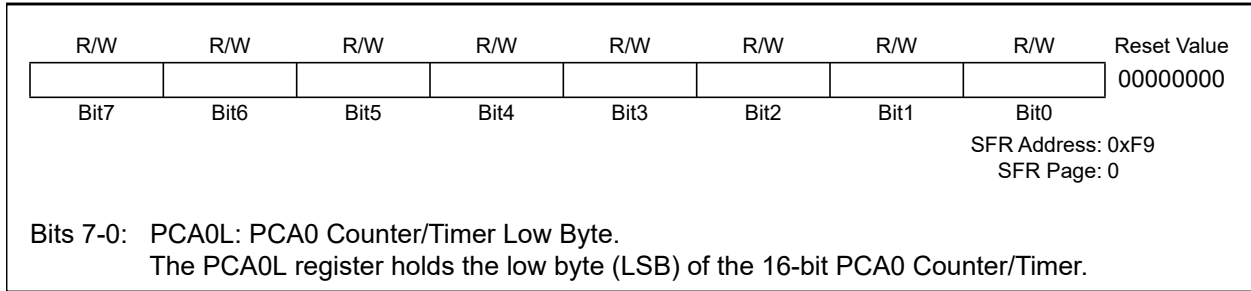 R/W R/W R/W R/W R/W R/W R/W R/W Reset Value
00000000
Bit7 Bit6 Bit5 Bit4 Bit3 Bit2 Bit1 Bit0
SFR Address: 0xF9
SFR Page: 0
Bits 7-0: PCA0L: PCA0 Counter/Timer Low Byte.
The PCA0L register holds the low byte (LSB) of the 16-bit PCA0 Counter/Timer.